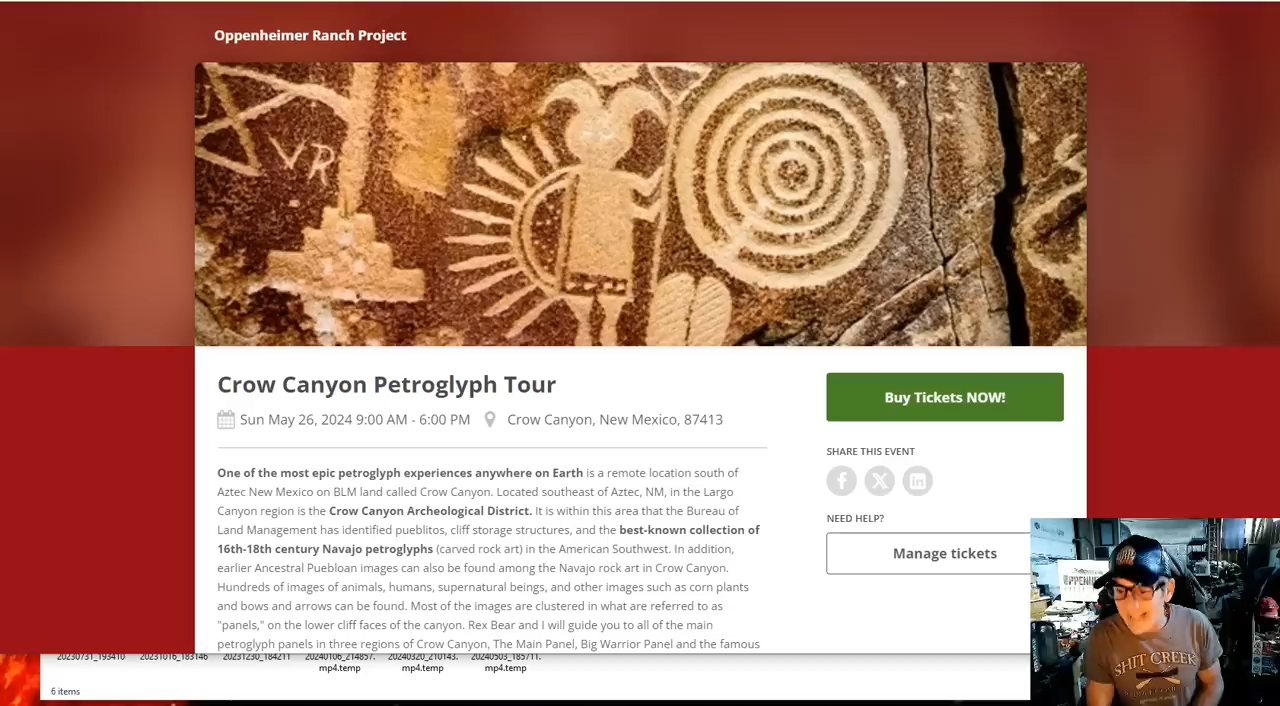 Oppenheimer Ranch Project
VR
Crow Canyon Petroglyph Tour
Sun May 26, 2024 9:00 AM - 6:00 PM
Crow Canyon, New Mexico, 87413
Buy Tickets NOW!
SHARE THIS EVENT
NEED HELP?
Manage tickets
One of the most epic petroglyph experiences anywhere on Earth is a remote location south of
Aztec New Mexico on BLM land called Crow Canyon. Located southeast of Aztec, NM, in the Largo
Canyon region is the Crow Canyon Archeological District. It is within this area that the Bureau of
Land Management has identified pueblitos, cliff storage structures, and the best-known collection of
16th-18th century Navajo petroglyphs (carved rock art) in the American Southwest. In addition,
earlier Ancestral Puebloan images can also be found among the Navajo rock art in Crow Canyon.
Hundreds of images of animals, humans, supernatural beings, and other images such as corn plants
and bows and arrows can be found. Most of the images are clustered in what are referred to as
"panels," on the lower cliff faces of the canyon. Rex Bear and I will guide you to all of the main
petroglyph panels in three regions of Crow Canyon, The Main Panel, Big Warrior Panel and the famous
20230731_193410 20231016_183146 20231230_184211 20240106_214857. 20240320_210143. 20240503_185711.
mp4.temp mp4.temp mp4.temp
6 items
SHIT CREEK